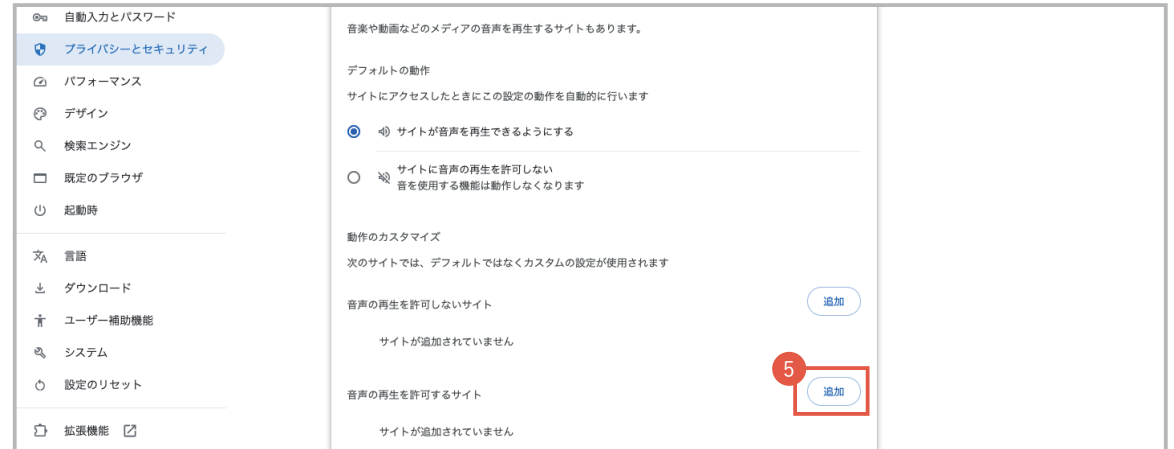 自動入力とパスワード
プライバシーとセキュリティ
パフォーマンス
デザイン
検索エンジン
既定のブラウザ
起動時
言語
ダウンロード
ユーザー補助機能
システム
設定のリセット
拡張機能
音楽や動画などのメディアの音声を再生するサイトもあります。
デフォルトの動作
サイトにアクセスしたときにこの設定の動作を自動的に行います
サイトが音声を再生できるようにする
サイトに音声の再生を許可しない
音を使用する機能は動作しなくなります
動作のカスタマイズ
次のサイトでは、デフォルトではなくカスタムの設定が使用されます
音声の再生を許可しないサイト
追加
サイトが追加されていません
5
音声の再生を許可するサイト
追加
サイトが追加されていません